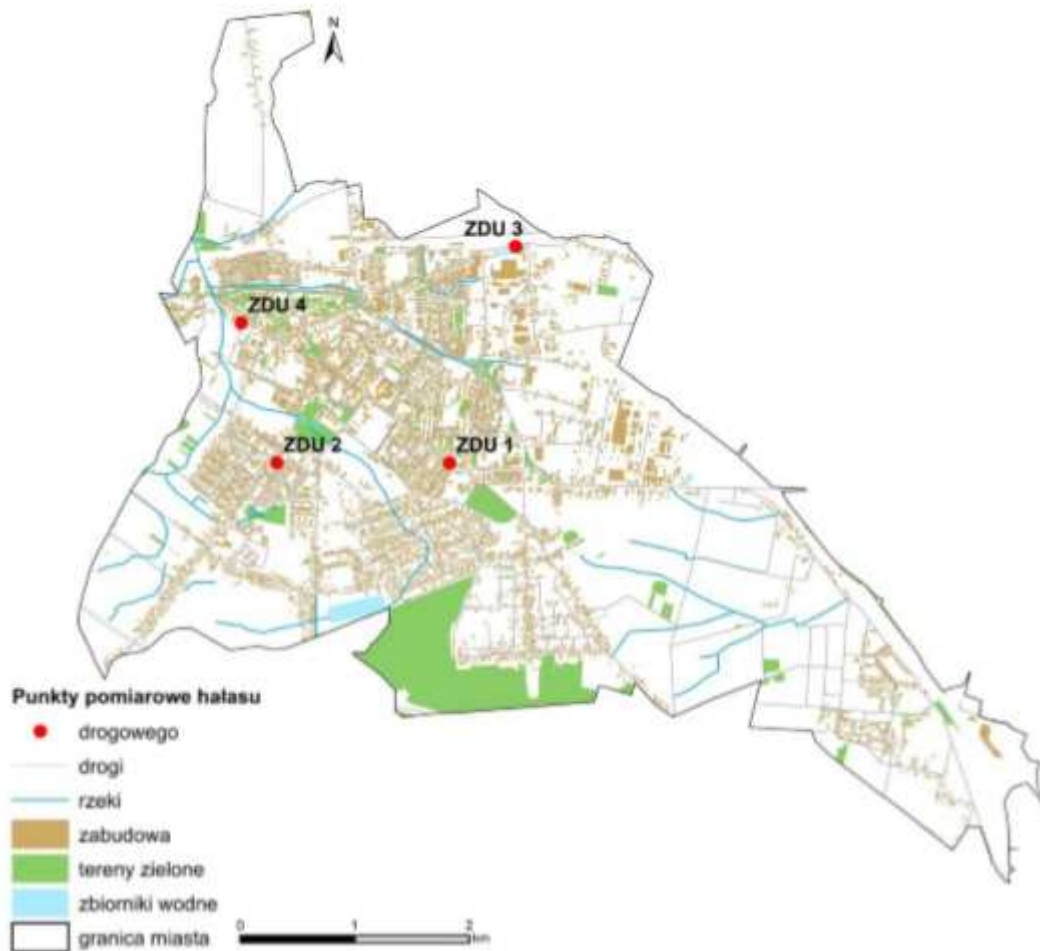 N
ZDU 3
ZDU 4
ZDU 2
ZDU 1
Punkty pomiarowe hałasu
drogowego
drogi
rzeki
zabudowa
tereny zielone
zbiorniki wodne
granica miasta
0 1 2
km